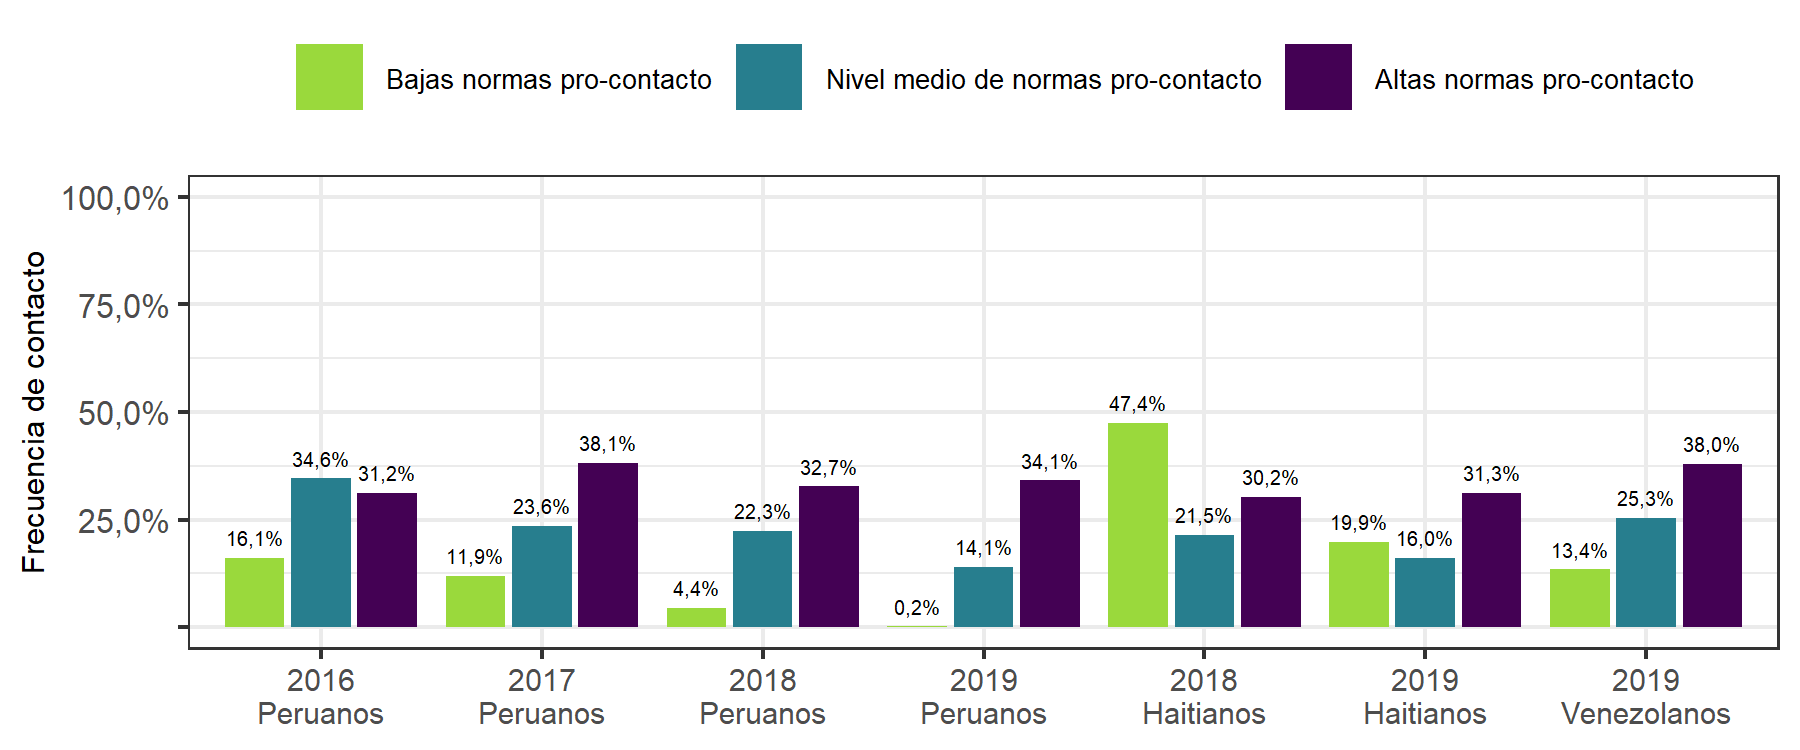 Bajas normas pro-contacto
Nivel medio de normas pro-contacto
Altas normas pro-contacto
Frecuencia de contacto
100,0%
75,0%
50,0%
25,0%
16,1%
34,6%
31,2%
11,9%
23,6%
38,1%
4,4%
22,3%
32,7%
0,2%
14,1%
34,1%
47,4%
21,5%
30,2%
19,9%
16,0%
31,3%
13,4%
25,3%
38,0%
2016
Peruanos
2017
Peruanos
2018
Peruanos
2019
Peruanos
2018
Haitianos
2019
Haitianos
2019
Venezolanos